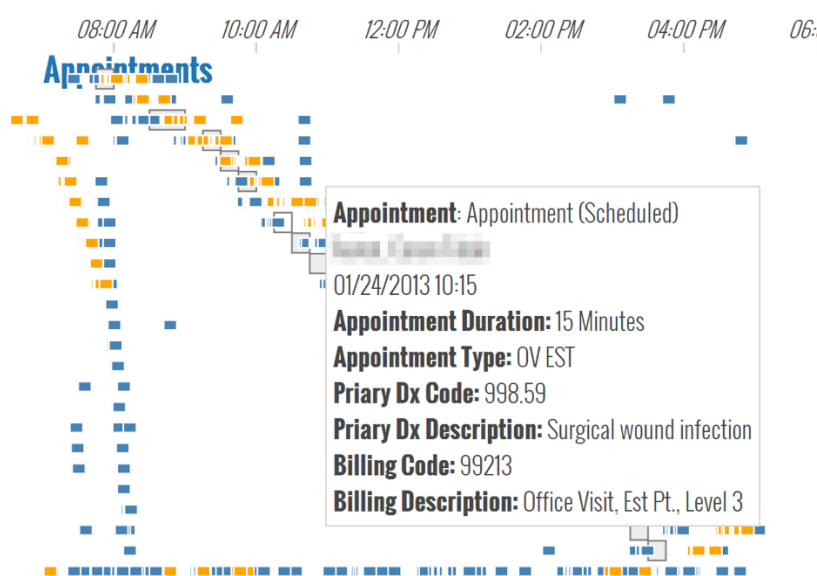 08:00 AM 10:00 AM 12:00 PM 02:00 PM 04:00 PM 06:
Appointments
Appointment: Appointment (Scheduled)
01/24/2013 10:15
Appointment Duration: 15 Minutes
Appointment Type: OV EST
Priary Dx Code: 998.59
Priary Dx Description: Surgical wound infection
Billing Code: 99213
Billing Description: Office Visit, Est Pt., Level 3